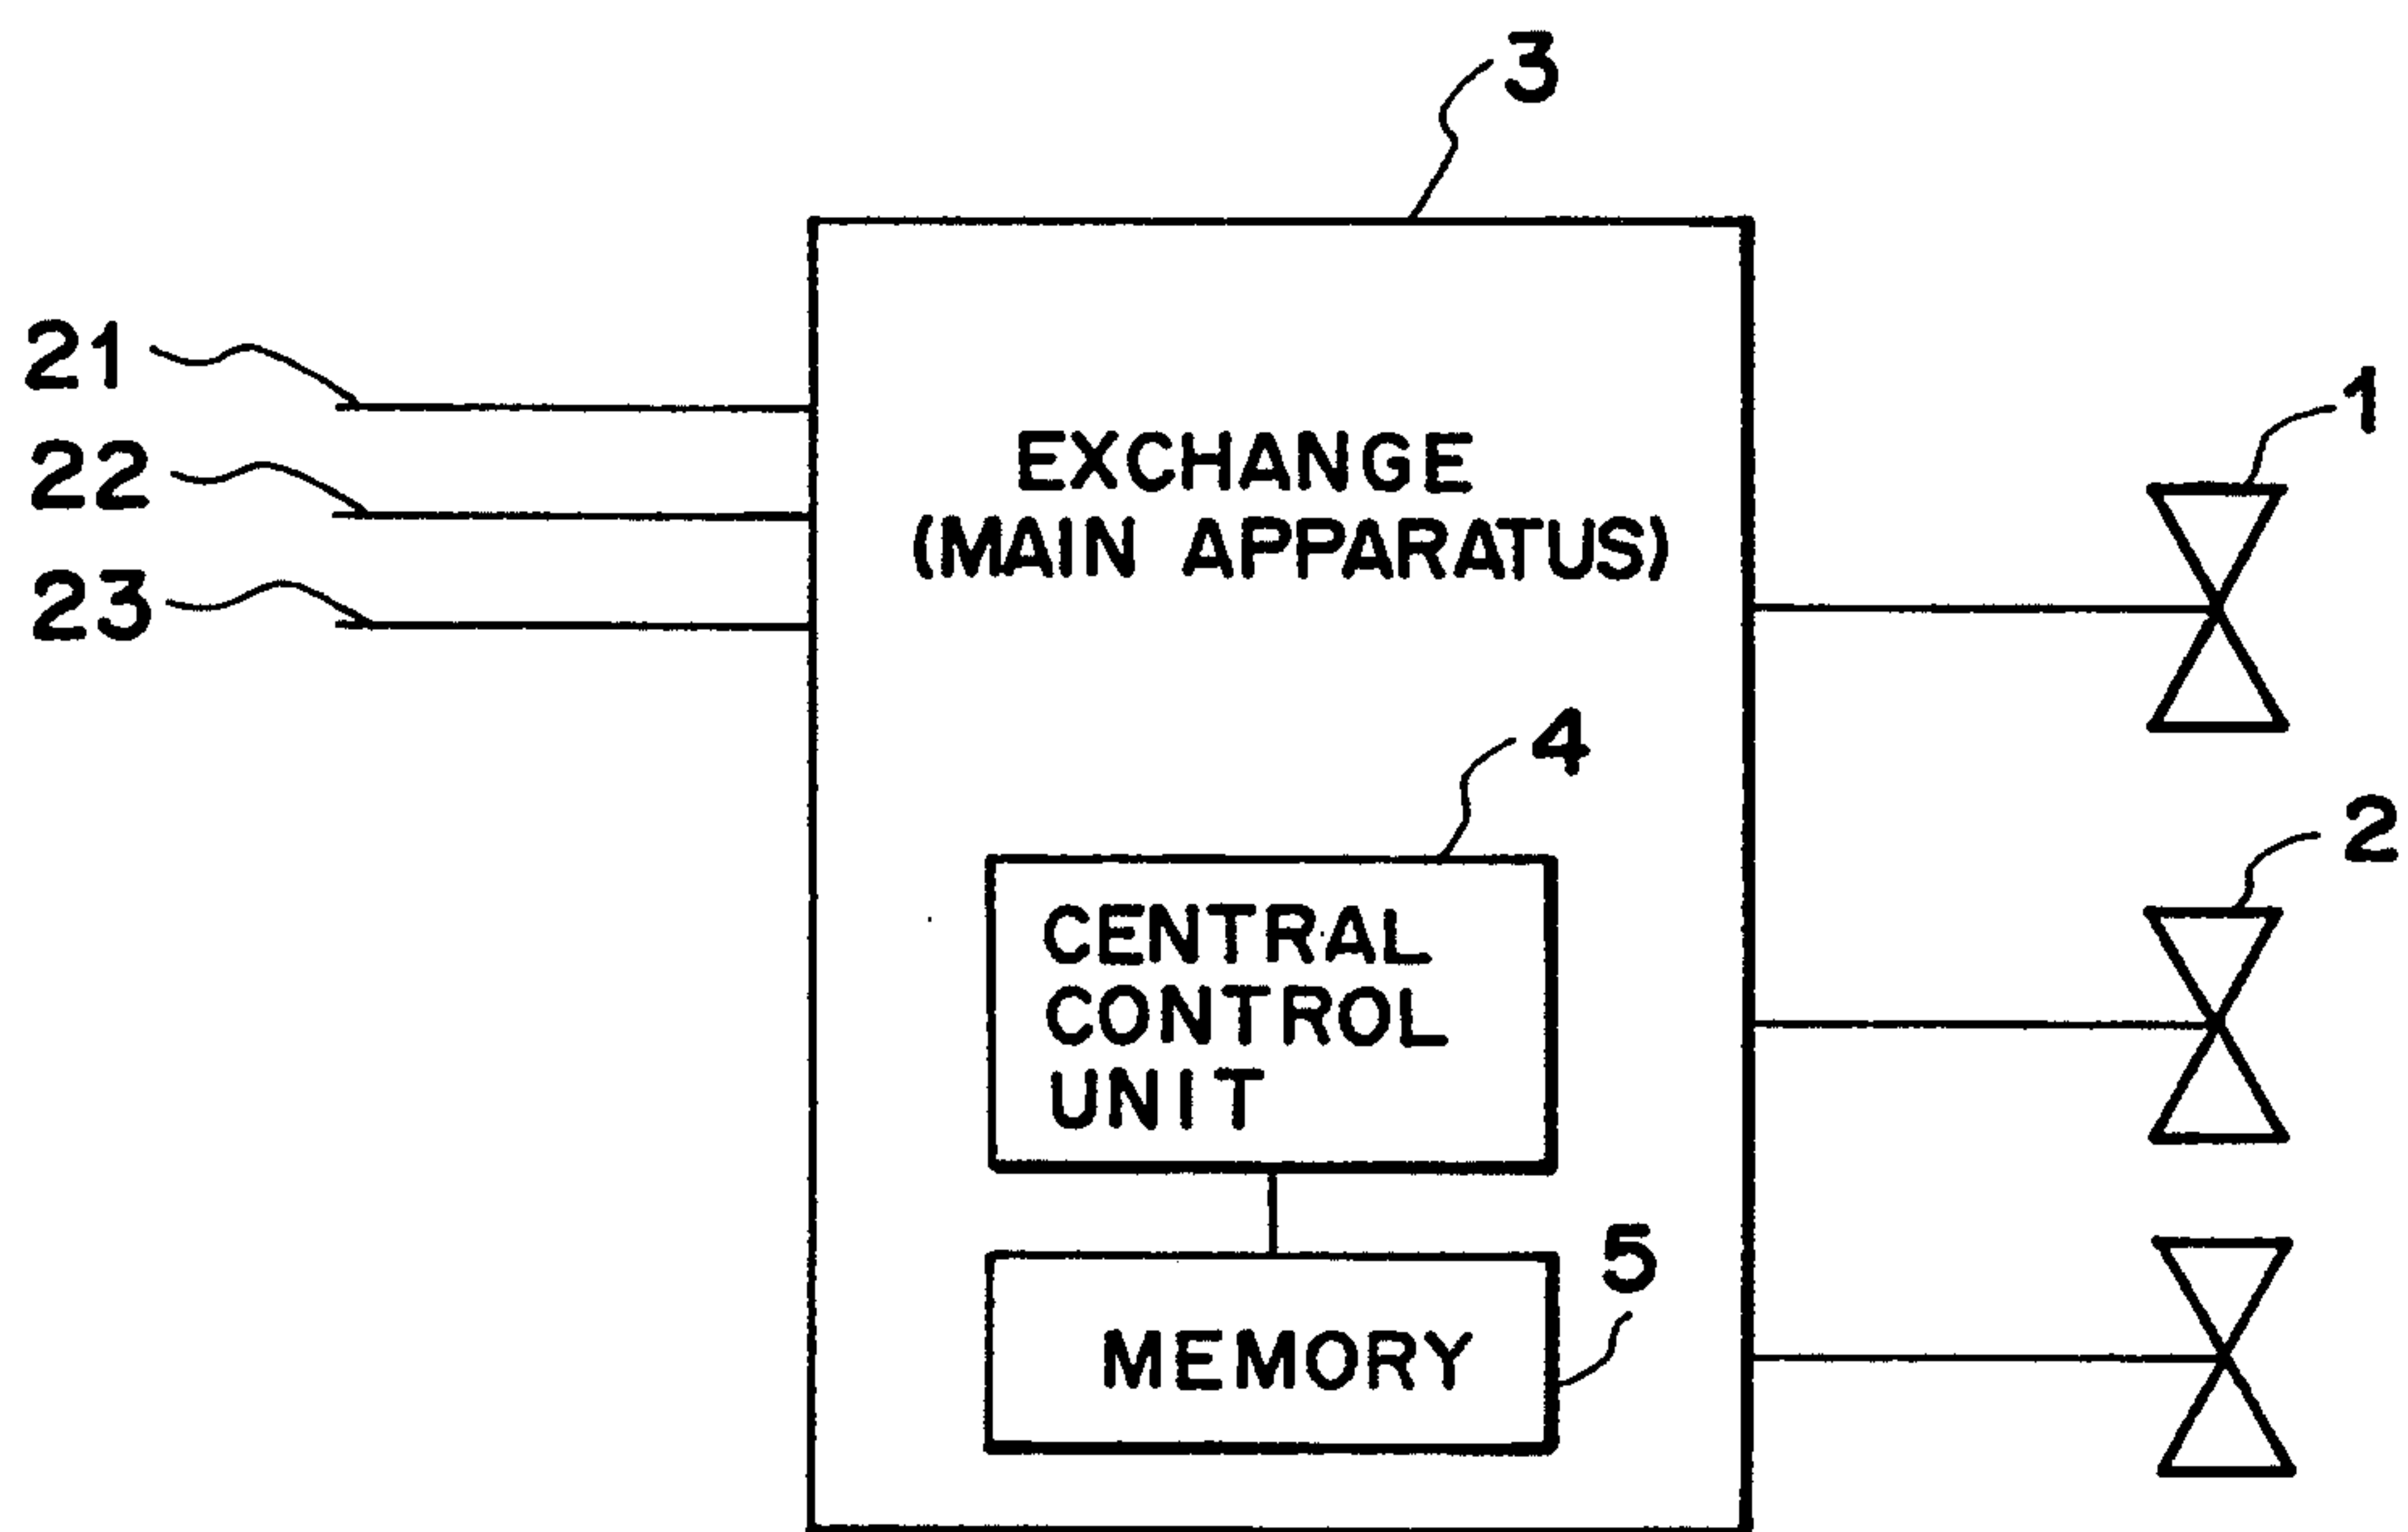 3
21
22
23
EXCHANGE
(MAIN APPARATUS)
1
4
2
CENTRAL
CONTROL
UNIT
5
MEMORY